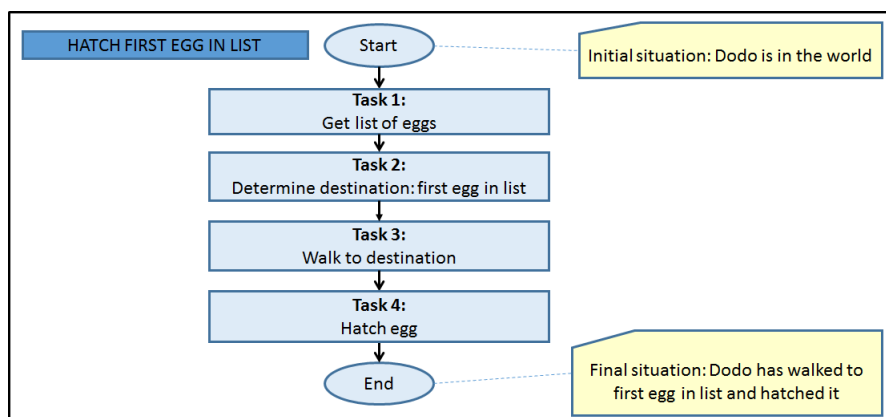 HATCH FIRST EGG IN LIST
Start
Initial situation: Dodo is in the world
Task 1:
Get list of eggs
Task 2:
Determine destination: first egg in list
Task 3:
Walk to destination
Task 4:
Hatch egg
End
Final situation: Dodo has walked to
first egg in list and hatched it